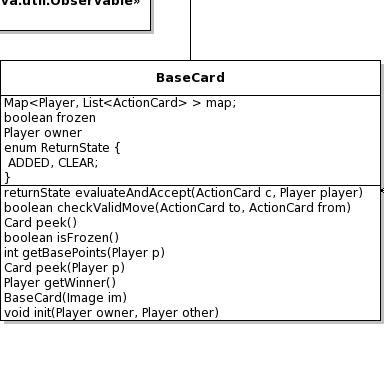 va.util.Observable»
BaseCard
Map<Player, List<ActionCard> > map;
boolean frozen
Player owner
enum ReturnState {
ADDED, CLEAR;
}
returnState evaluateAndAccept(ActionCard c, Player player)
boolean checkValidMove(ActionCard to, ActionCard from)
Card peek()
boolean isFrozen()
int getBasePoints(Player p)
Card peek(Player p)
Player getWinner()
BaseCard(Image im)
void init(Player owner, Player other)